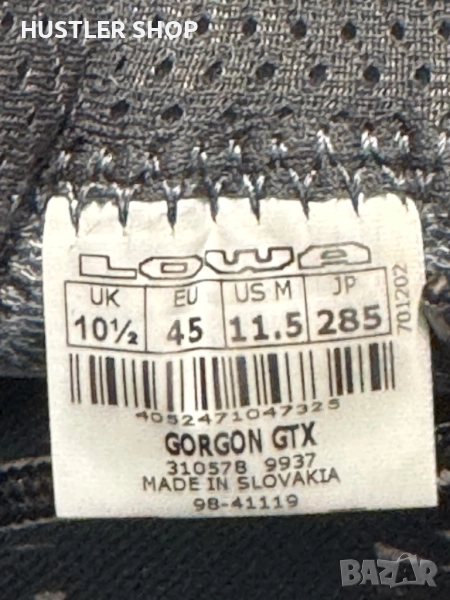 HUSTLER SHOP
LOWA
UK EU US M JP
10½ 45 11.5 285
701202
4052471047325
GORGON GTX
310578 9937
MADE IN SLOVAKIA
98-41119
BAZAR